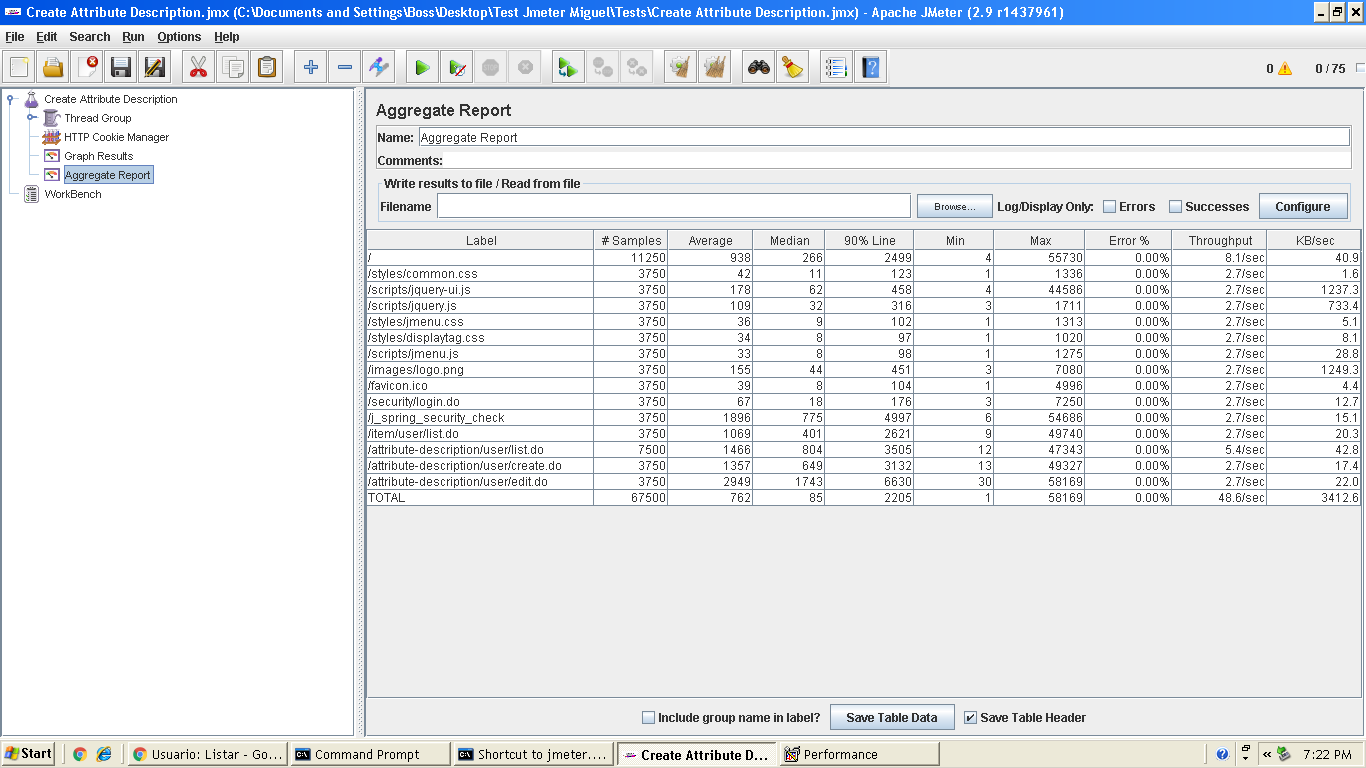 Create Attribute Description.jmx (C:\Documents and Settings\Boss\Desktop\Test Jmeter Miguel\Tests\Create Attribute Description.jmx) - Apache JMeter (2.9 r1437961)
File Edit Search Run Options Help
0 0 / 75
Create Attribute Description
Thread Group
HTTP Cookie Manager
Graph Results
Aggregate Report
WorkBench
Aggregate Report
Name: Aggregate Report
Comments:
Write results to file / Read from file
Filename Browse... Log/Display Only: Errors Successes Configure
Label # Samples Average Median 90% Line Min Max Error % Throughput KB/sec
/ 11250 938 266 2499 4 55730 0.00% 8.1/sec 40.9
/styles/common.css 3750 42 11 123 1 1336 0.00% 2.7/sec 1.6
/scripts/jquery-ui.js 3750 178 62 458 4 44586 0.00% 2.7/sec 1237.3
/scripts/jquery.js 3750 109 32 316 3 1711 0.00% 2.7/sec 733.4
/styles/jmenu.css 3750 36 9 102 1 1313 0.00% 2.7/sec 5.1
/styles/displaytag.css 3750 34 8 97 1 1020 0.00% 2.7/sec 8.1
/scripts/jmenu.js 3750 33 8 98 1 1275 0.00% 2.7/sec 28.8
/images/logo.png 3750 155 44 451 3 7080 0.00% 2.7/sec 1249.3
/favicon.ico 3750 39 8 104 1 4996 0.00% 2.7/sec 4.4
/security/login.do 3750 67 18 176 3 7250 0.00% 2.7/sec 12.7
/j_spring_security_check 3750 1896 775 4997 6 54686 0.00% 2.7/sec 15.1
/item/user/list.do 3750 1069 401 2621 9 49740 0.00% 2.7/sec 20.3
/attribute-description/user/list.do 7500 1466 804 3505 12 47343 0.00% 5.4/sec 42.8
/attribute-description/user/create.do 3750 1357 649 3132 13 49327 0.00% 2.7/sec 17.4
/attribute-description/user/edit.do 3750 2949 1743 6630 30 58169 0.00% 2.7/sec 22.0
TOTAL 67500 762 85 2205 1 58169 0.00% 48.6/sec 3412.6
Include group name in label? Save Table Data Save Table Header
Start Usuario: Listar - Go... Command Prompt Shortcut to jmeter.... Create Attribute D... Performance « 7:22 PM